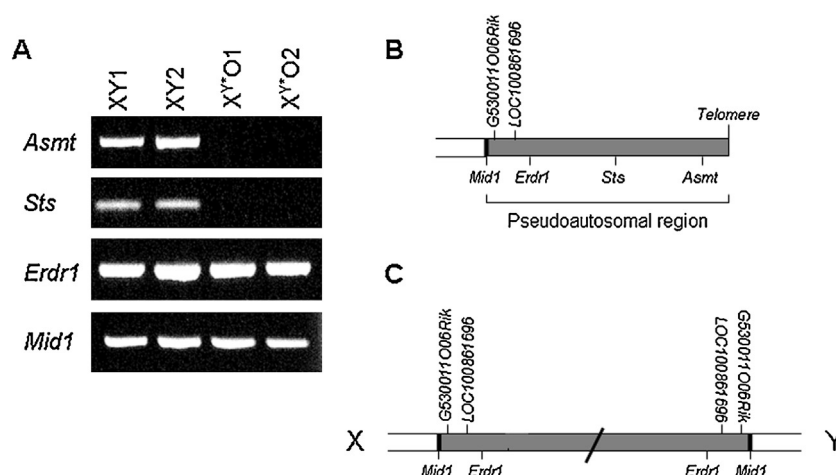 A
XY1
XY2
Xʸ*O1
Xʸ*O2
Asmt
Sts
Erdr1
Mid1
B
G530011O06Rik
LOC100861696
Telomere
Mid1
Erdr1
Sts
Asmt
Pseudoautosomal region
C
G530011O06Rik
LOC100861696
LOC100861696
G530011O06Rik
X
Y
Mid1
Erdr1
Erdr1
Mid1